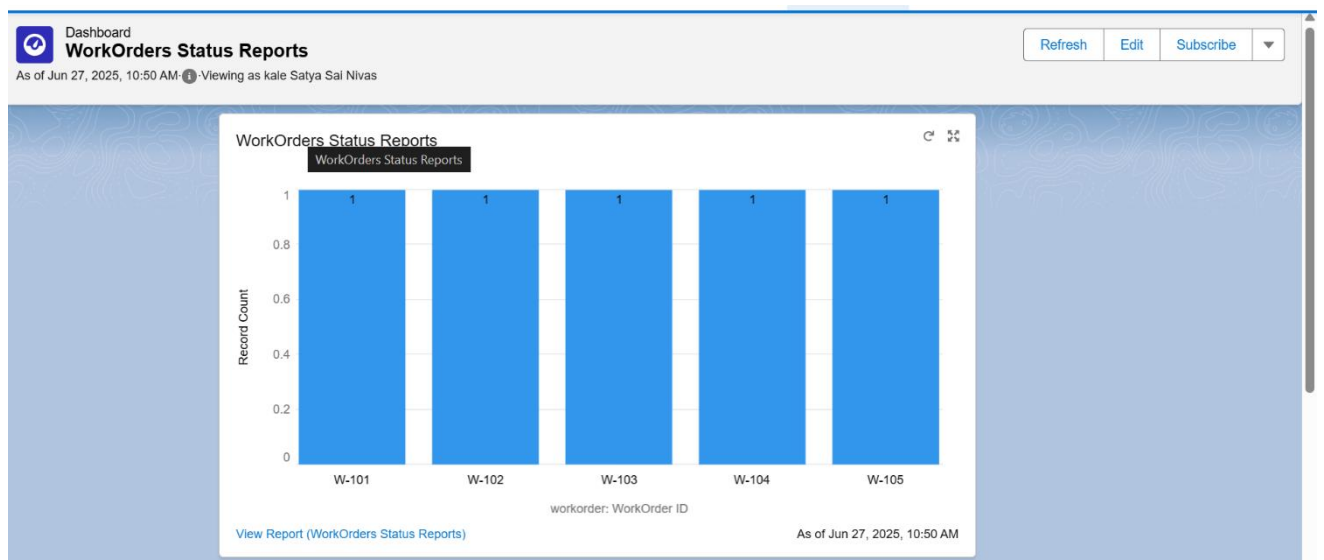 Dashboard
WorkOrders Status Reports
As of Jun 27, 2025, 10:50 AM·Viewing as kale Satya Sai Nivas
Refresh Edit Subscribe
WorkOrders Status Reports
WorkOrders Status Reports
1
1 1 1 1 1
0.8
0.6
0.4
0.2
0
Record Count
W-101 W-102 W-103 W-104 W-105
workorder: WorkOrder ID
View Report (WorkOrders Status Reports)
As of Jun 27, 2025, 10:50 AM